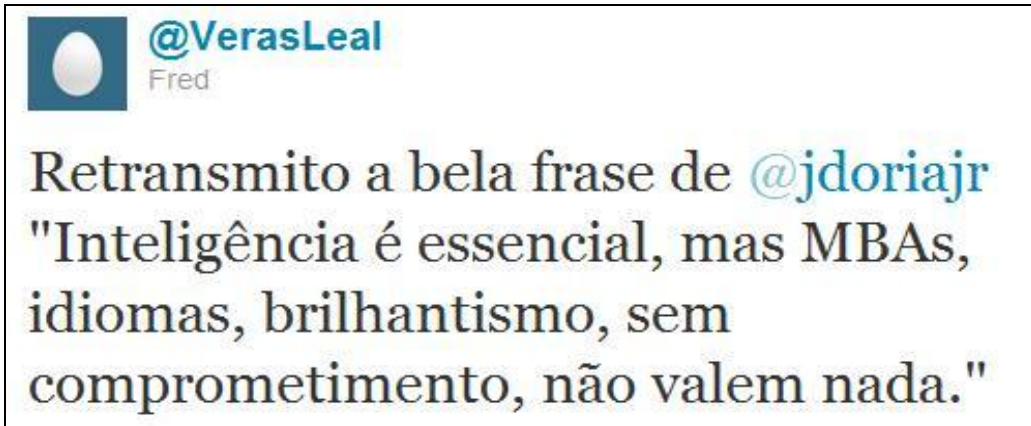 @VerasLeal
Fred
Retransmito a bela frase de @jdoriajr
"Inteligência é essencial, mas MBAs,
idiomas, brilhantismo, sem
comprometimento, não valem nada."